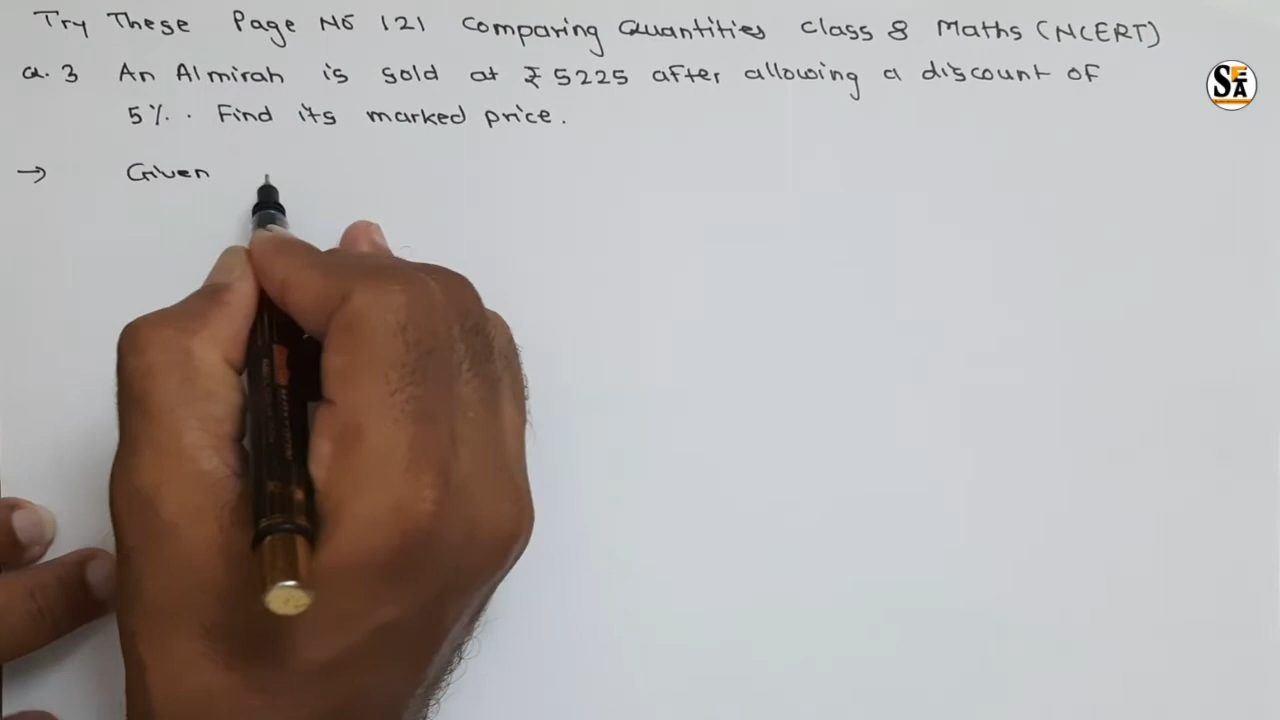 Try These Page No 121 Comparing Quantities Class 8 Maths (NCERT)
Q. 3 An Almirah is sold at ₹ 5225 after allowing a discount of
5%. . Find its marked price.
→ Given
SFTA